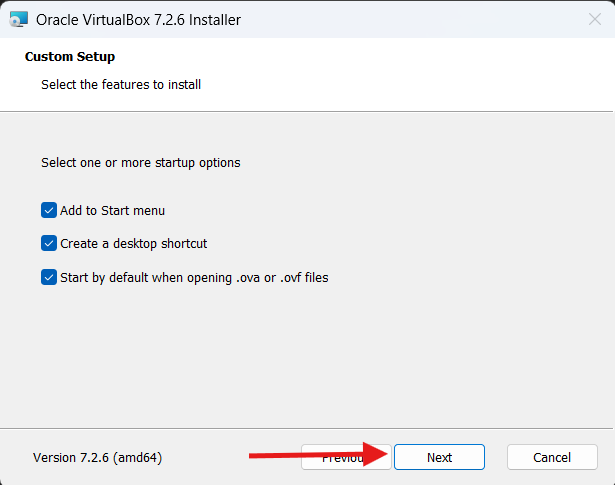 Oracle VirtualBox 7.2.6 Installer
Custom Setup
Select the features to install
Select one or more startup options
Add to Start menu
Create a desktop shortcut
Start by default when opening .ova or .ovf files
Version 7.2.6 (amd64)
Next
Cancel